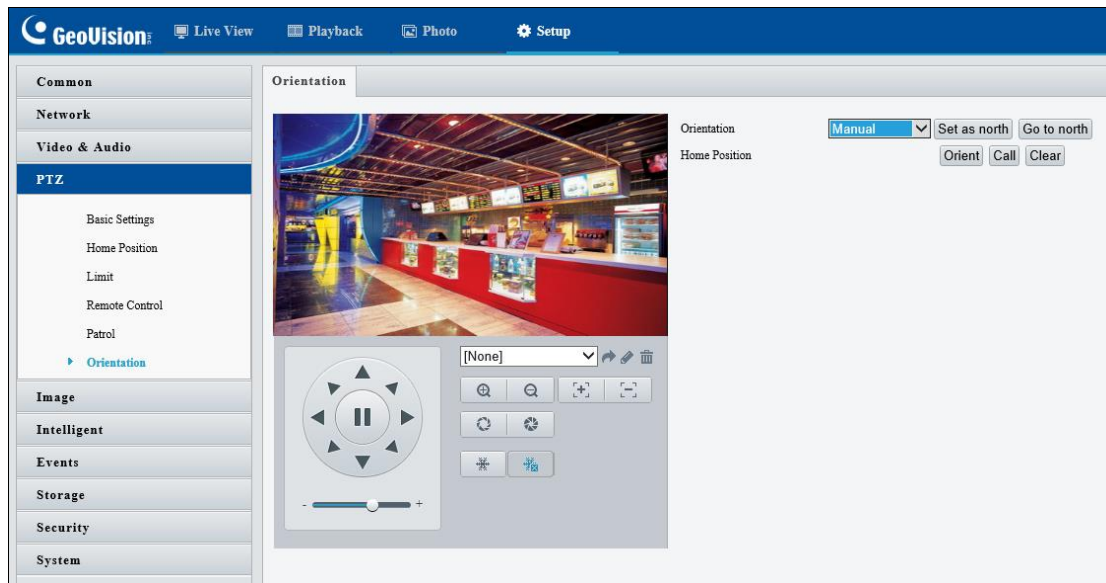 GeoVision Inc
Live View
Playback
Photo
Setup
Common
Network
Video & Audio
PTZ
Basic Settings
Home Position
Limit
Remote Control
Patrol
Orientation
Image
Intelligent
Events
Storage
Security
System
Orientation
Orientation Manual Set as north Go to north
Home Position Orient Call Clear
[None]
- +